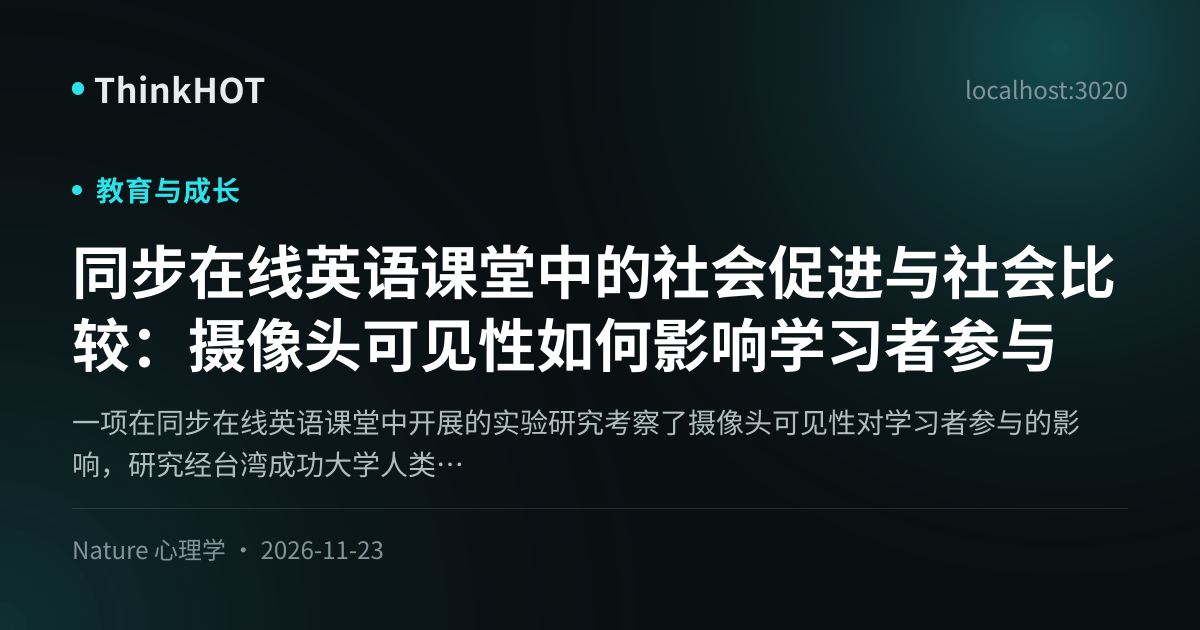 ThinkHOT
localhost:3020
教育与成长
同步在线英语课堂中的社会促进与社会比
较：摄像头可见性如何影响学习者参与
一项在同步在线英语课堂中开展的实验研究考察了摄像头可见性对学习者参与的影
响，研究经台湾成功大学人类…
Nature 心理学 • 2026-11-23